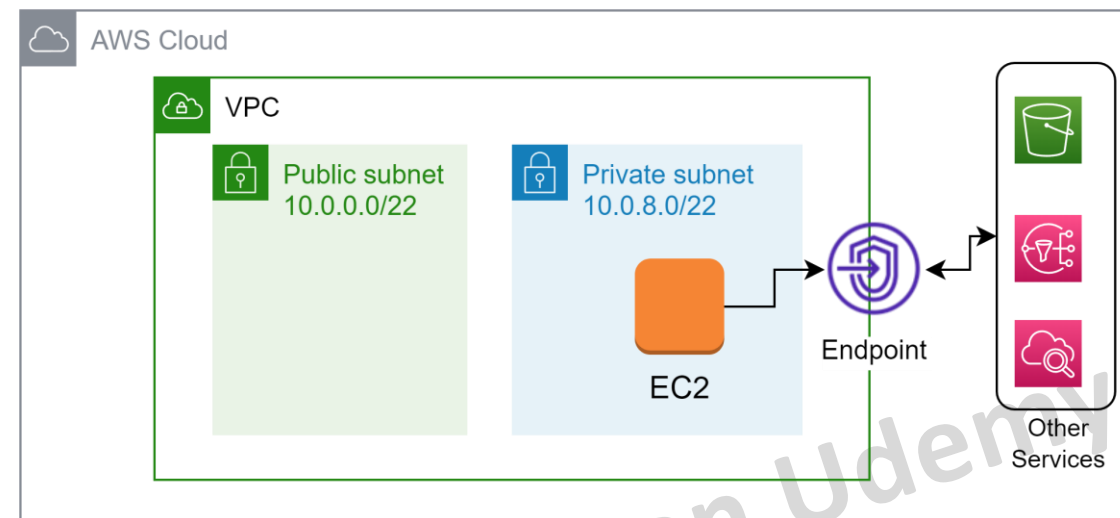 AWS Cloud
VPC
Public subnet
10.0.0.0/22
Private subnet
10.0.8.0/22
EC2
Endpoint
Other
Services
Udemy